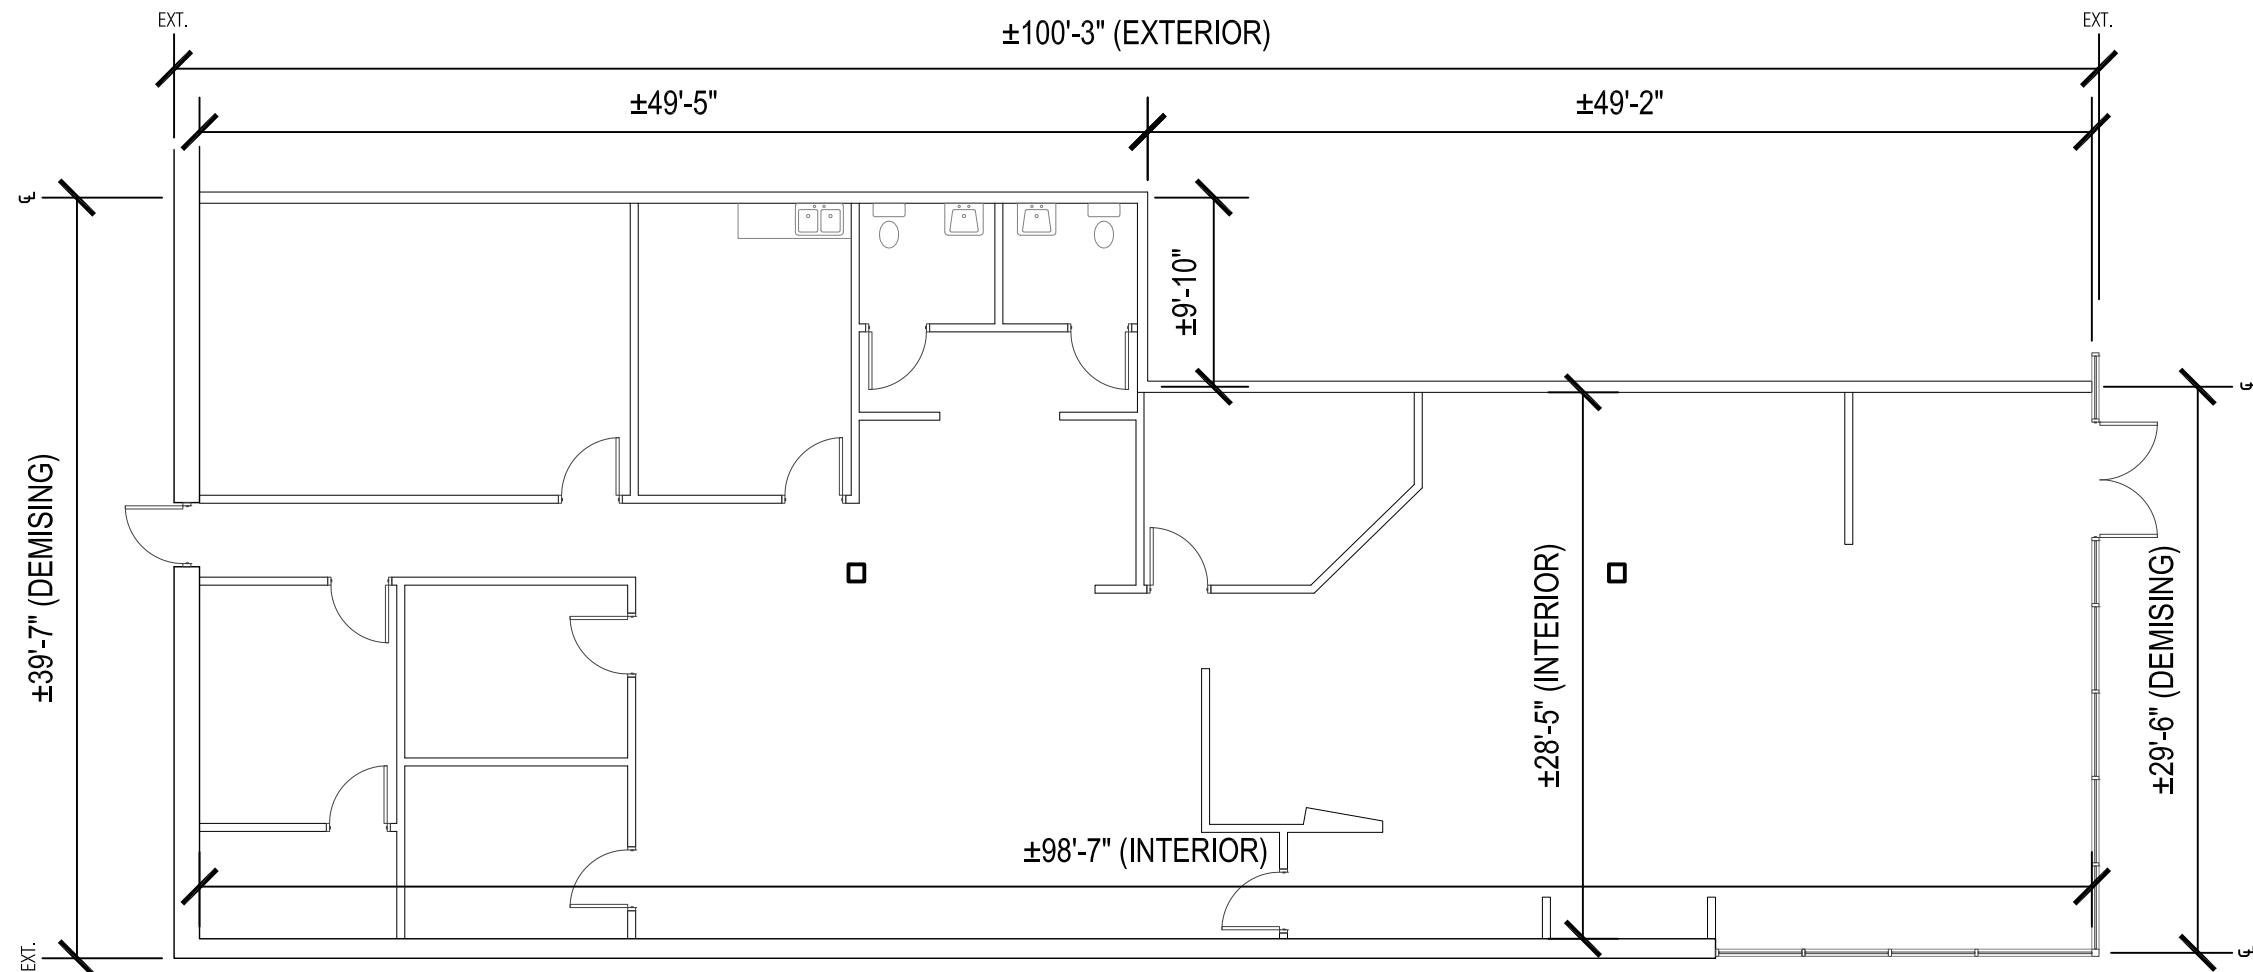 EXT.
EXT.
±100'-3" (EXTERIOR)
±49'-5"
±49'-2"
℄
±9'-10"
℄
±39'-7" (DEMISING)
±28'-5" (INTERIOR)
±29'-6" (DEMISING)
±98'-7" (INTERIOR)
EXT.
℄